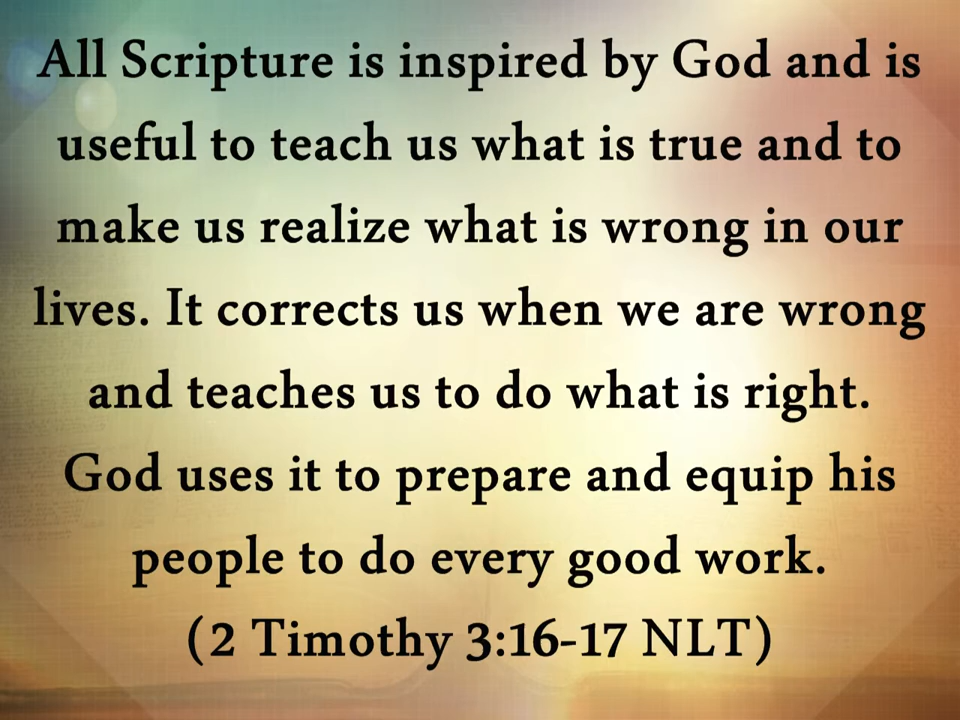 All Scripture is inspired by God and is
useful to teach us what is true and to
make us realize what is wrong in our
lives. It corrects us when we are wrong
and teaches us to do what is right.
God uses it to prepare and equip his
people to do every good work.
(2 Timothy 3:16-17 NLT)